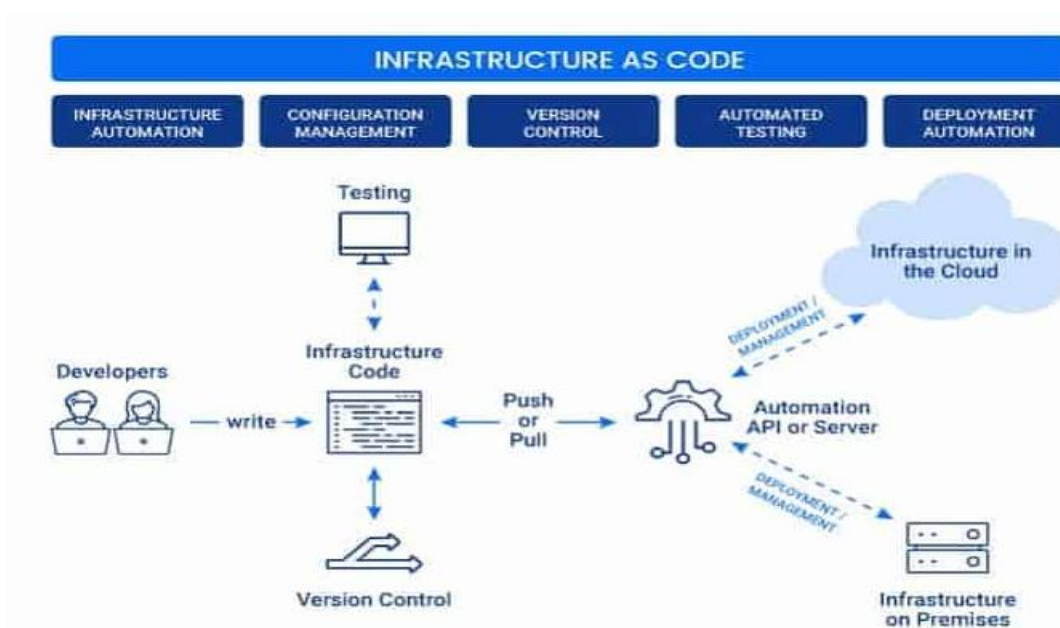 INFRASTRUCTURE AS CODE
INFRASTRUCTURE
AUTOMATION
CONFIGURATION
MANAGEMENT
VERSION
CONTROL
AUTOMATED
TESTING
DEPLOYMENT
AUTOMATION
Testing
Infrastructure in
the Cloud
DEPLOYMENT /
MANAGEMENT
Infrastructure
Code
Developers
write
Push
or
Pull
Automation
API or Server
DEPLOYMENT /
MANAGEMENT
Version Control
Infrastructure
on Premises